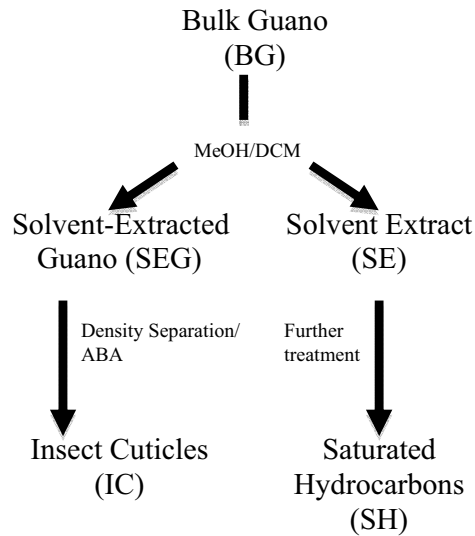 Bulk Guano
(BG)
MeOH/DCM
Solvent-Extracted
Guano (SEG)
Solvent Extract
(SE)
Density Separation/
ABA
Further
treatment
Insect Cuticles
(IC)
Saturated
Hydrocarbons
(SH)